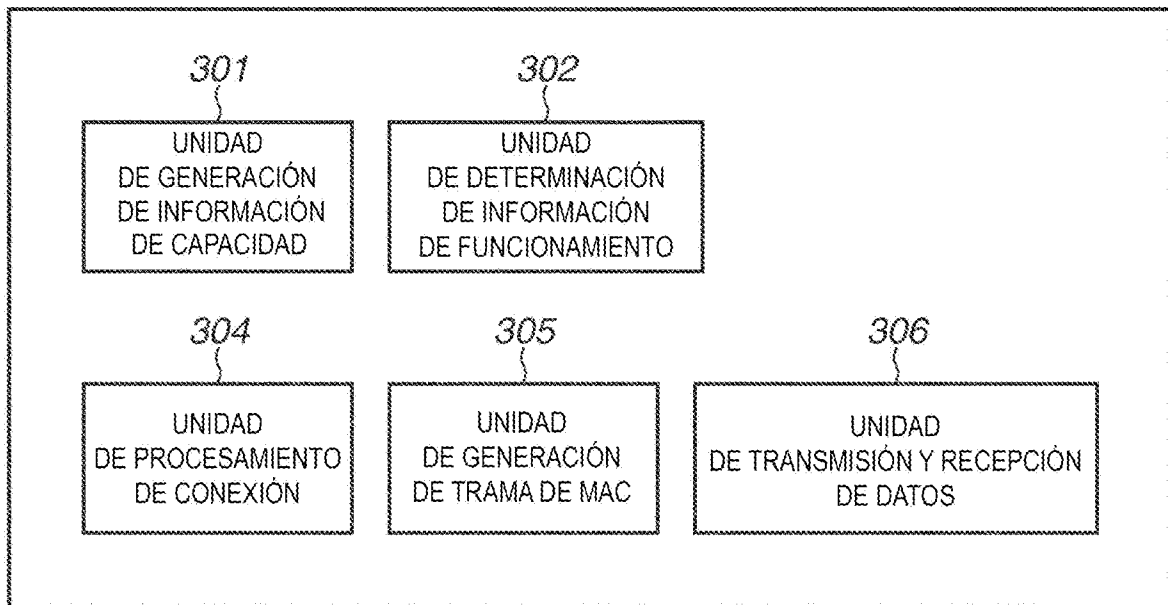 301
UNIDAD
DE GENERACIÓN
DE INFORMACIÓN
DE CAPACIDAD
302
UNIDAD
DE DETERMINACIÓN
DE INFORMACIÓN
DE FUNCIONAMIENTO
304
UNIDAD
DE PROCESAMIENTO
DE CONEXIÓN
305
UNIDAD
DE GENERACIÓN
DE TRAMA DE MAC
306
UNIDAD
DE TRANSMISIÓN Y RECEPCIÓN
DE DATOS